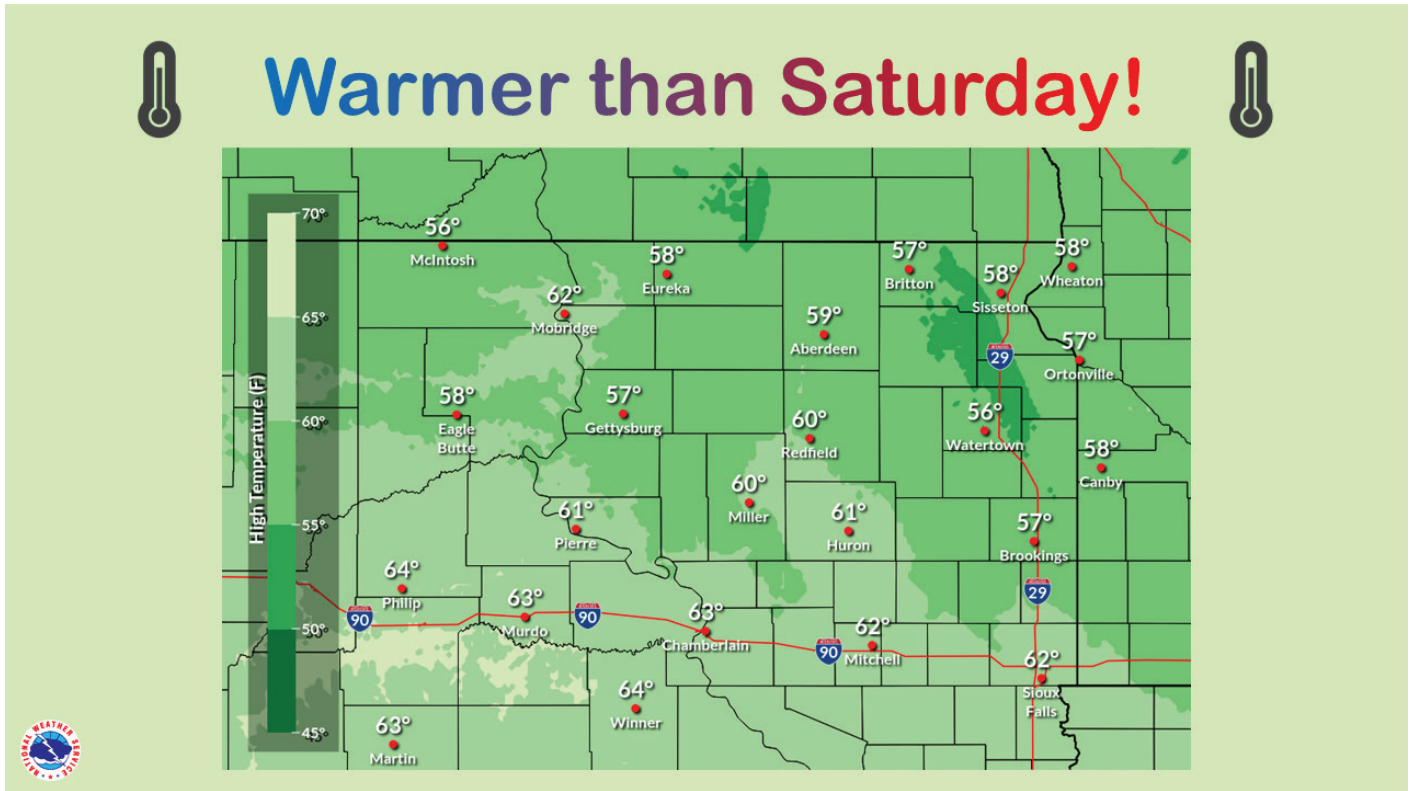 Warmer than Saturday!
70°
65°
60°
55°
50°
45°
High Temperature (F)
56°
McIntosh
58°
Eureka
62°
Mobridge
57°
Britton
58°
Sisseton
58°
Wheaton
59°
Aberdeen
57°
Ortonville
29
58°
Eagle
Butte
57°
Gettysburg
60°
Redfield
56°
Watertown
58°
Canby
60°
Miller
61°
Pierre
61°
Huron
57°
Brookings
64°
Philip
63°
Murdo
63°
Chamberlain
62°
Mitchell
62°
Sioux
Falls
90
90
90
29
64°
Winner
63°
Martin
NATIONAL WEATHER SERVICE